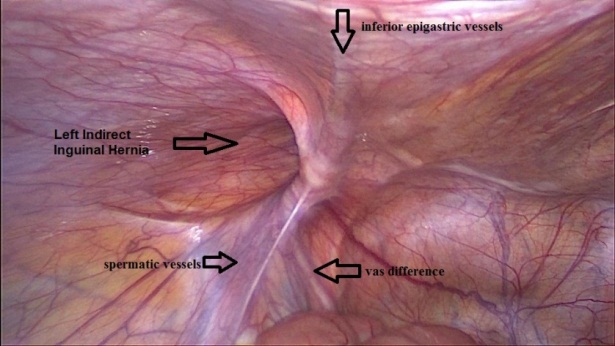 inferior epigastric vessels
Left Indirect
Inguinal Hernia
spermatic vessels
vas difference